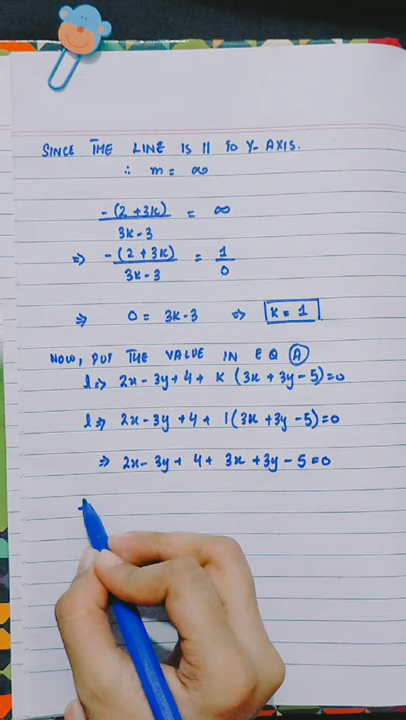 SINCE THE LINE IS || TO Y-AXIS.
∴ m = ∞
-(2+3K)/3K-3 = ∞
⇒ -(2+3K)/3K-3 = 1/0
⇒ 0 = 3K-3 ⇒ K = 1
NOW, PUT THE VALUE IN EQ (A)
l ⇒ 2x - 3y + 4 + K (3x + 3y - 5) = 0
l ⇒ 2x - 3y + 4 + 1(3x + 3y - 5) = 0
⇒ 2x - 3y + 4 + 3x + 3y - 5 = 0